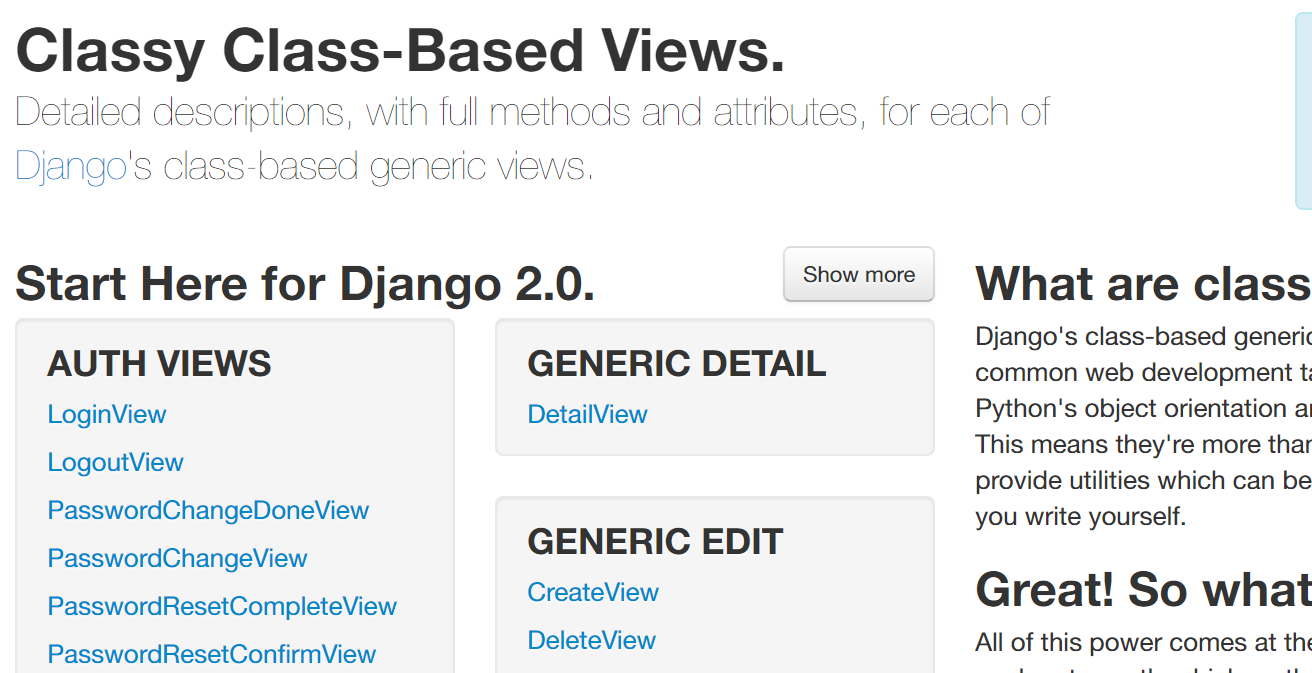 Classy Class-Based Views.
Detailed descriptions, with full methods and attributes, for each of
Django's class-based generic views.
Start Here for Django 2.0.
Show more
AUTH VIEWS
LoginView
LogoutView
PasswordChangeDoneView
PasswordChangeView
PasswordResetCompleteView
PasswordResetConfirmView
GENERIC DETAIL
DetailView
GENERIC EDIT
CreateView
DeleteView
What are class
Django's class-based generic
common web development
Python's object orientation
This means they're more than
provide utilities which can be
you write yourself.
Great! So what
All of this power comes at the